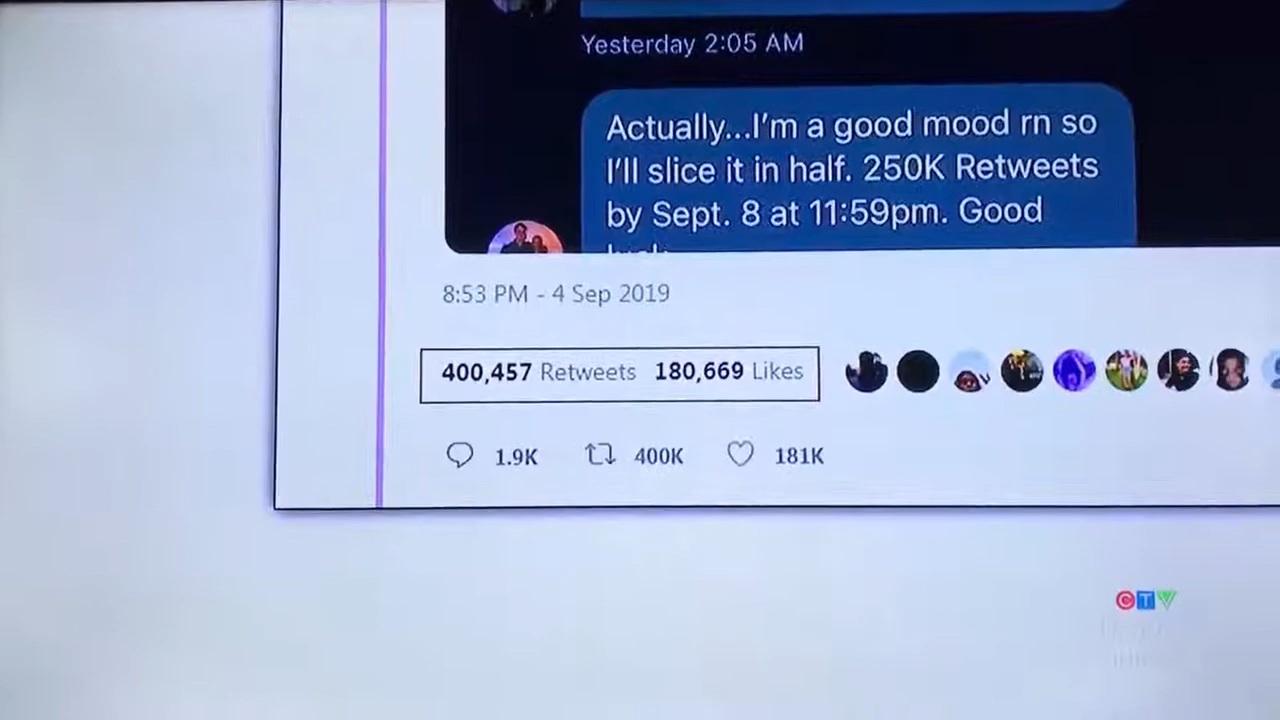 Yesterday 2:05 AM
Actually...I'm a good mood rn so
I'll slice it in half. 250K Retweets
by Sept. 8 at 11:59pm. Good
8:53 PM - 4 Sep 2019
400,457 Retweets 180,669 Likes
1.9K 400K 181K
CTV